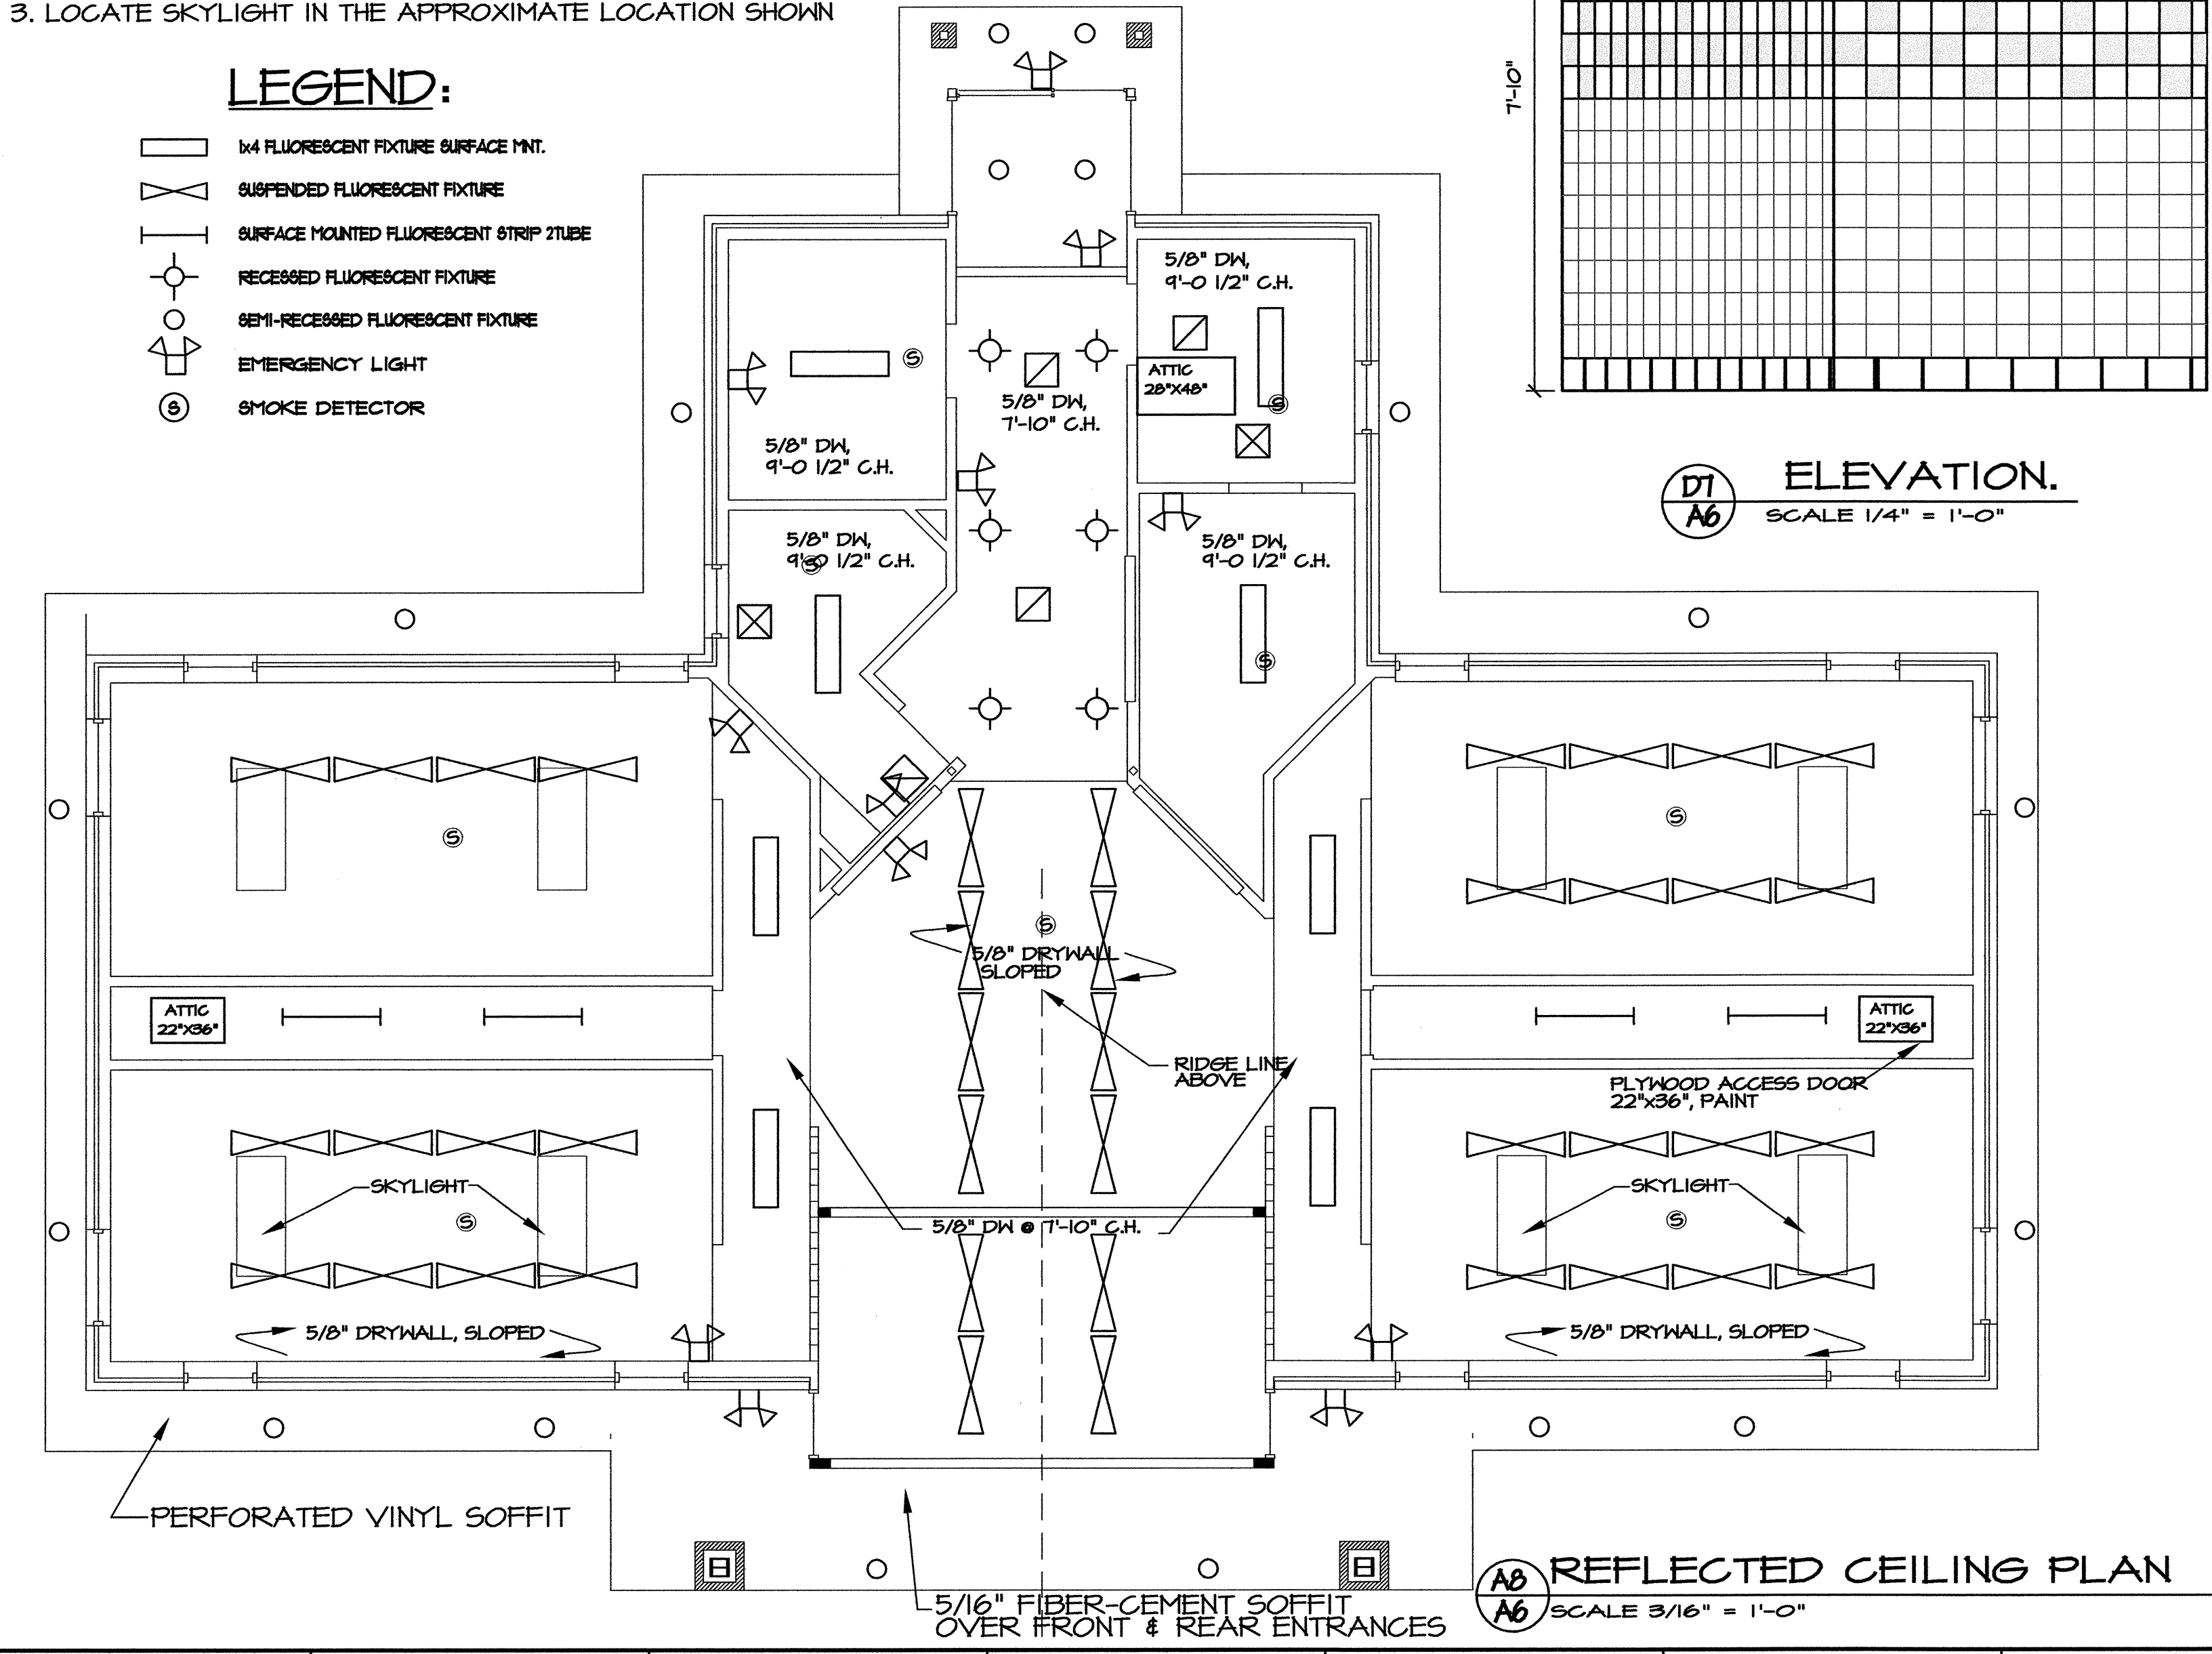 3. LOCATE SKYLIGHT IN THE APPROXIMATE LOCATION SHOWN
LEGEND:
1x4 FLUORESCENT FIXTURE SURFACE MNT.
SUSPENDED FLUORESCENT FIXTURE
SURFACE MOUNTED FLUORESCENT STRIP 2TUBE
RECESSED FLUORESCENT FIXTURE
SEMI-RECESSED FLUORESCENT FIXTURE
EMERGENCY LIGHT
S
SMOKE DETECTOR
7'-10"
D7
A6
ELEVATION.
SCALE 1/4" = 1'-0"
5/8" DW,
9'-0 1/2" C.H.
S
ATTIC
28"X48"
S
5/8" DW,
7'-10" C.H.
5/8" DW,
9'-0 1/2" C.H.
5/8" DW,
9'-0 1/2" C.H.
S
5/8" DW,
9'-0 1/2" C.H.
S
S
S
S
5/8" DRYWALL
SLOPED
ATTIC
22"X36"
ATTIC
22"X36"
RIDGE LINE
ABOVE
PLYWOOD ACCESS DOOR
22"x36", PAINT
SKYLIGHT
S
SKYLIGHT
S
5/8" DW @ 7'-10" C.H.
5/8" DRYWALL, SLOPED
5/8" DRYWALL, SLOPED
PERFORATED VINYL SOFFIT
5/16" FIBER-CEMENT SOFFIT
OVER FRONT & REAR ENTRANCES
A8
A6
REFLECTED CEILING PLAN
SCALE 3/16" = 1'-0"